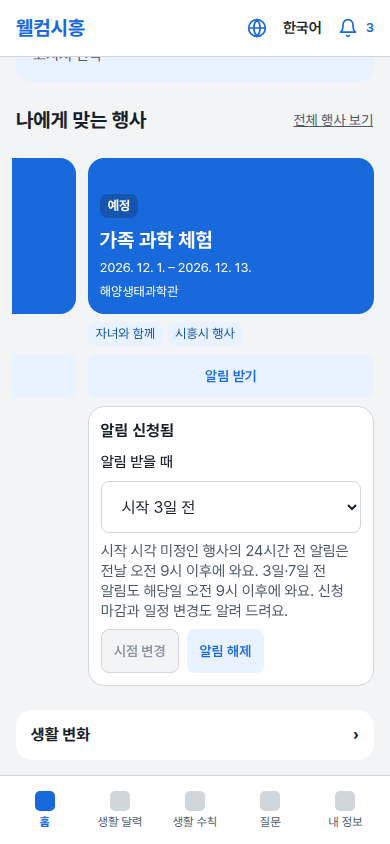 웰컴시흥
한국어
3
나에게 맞는 행사
전체 행사 보기
예정
가족 과학 체험
2026. 12. 1. – 2026. 12. 13.
해양생태과학관
자녀와 함께
시흥시 행사
알림 받기
알림 신청됨
알림 받을 때
시작 3일 전
시작 시각 미정인 행사의 24시간 전 알림은
전날 오전 9시 이후에 와요. 3일·7일 전
알림도 해당일 오전 9시 이후에 와요. 신청
마감과 일정 변경도 알려 드려요.
시점 변경
알림 해제
생활 변화
›
홈
생활 달력
생활 수칙
질문
내 정보